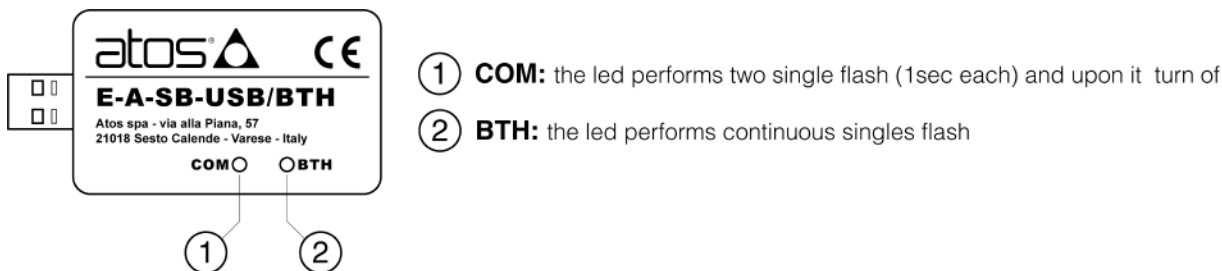 atos®
CE
E-A-SB-USB/BTH
Atos spa - via alla Piana, 57
21018 Sesto Calende - Varese - Italy
COM BTH
1 2
1 COM: the led performs two single flash (1sec each) and upon it turn of
2 BTH: the led performs continuous singles flash